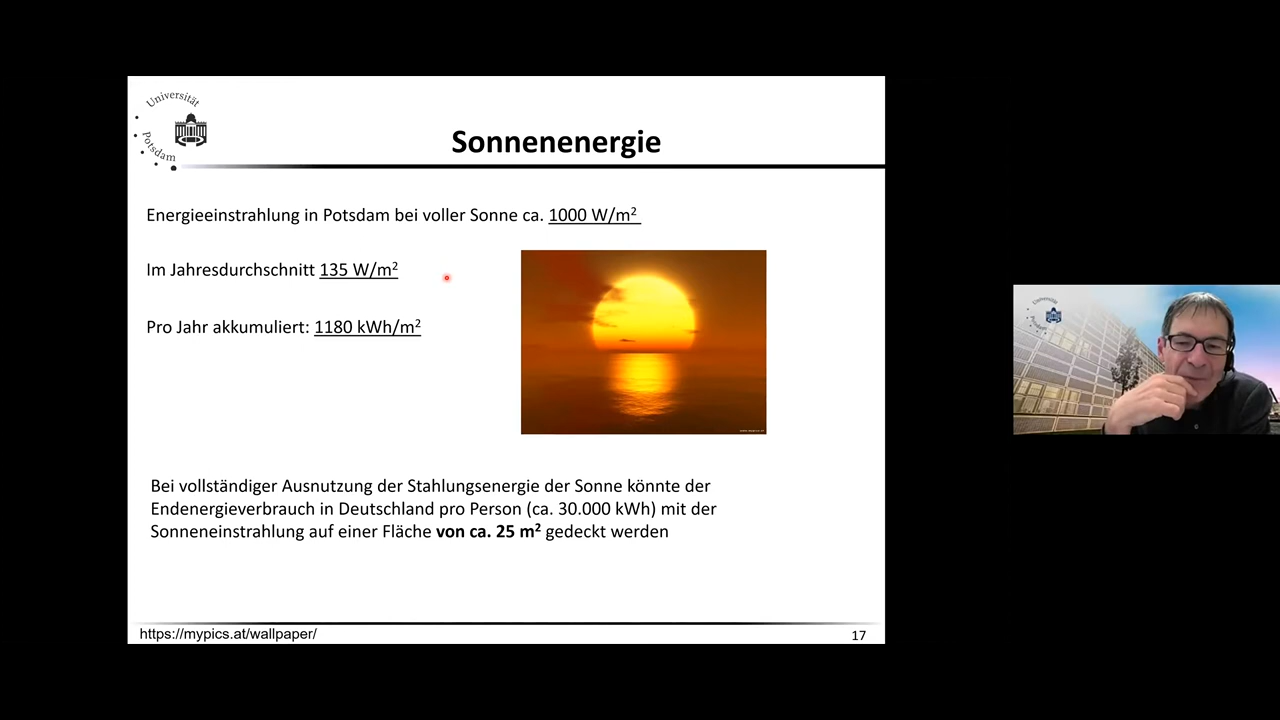 Universität
Potsdam
Sonnenenergie
Energieeinstrahlung in Potsdam bei voller Sonne ca. 1000 W/m²
Im Jahresdurchschnitt 135 W/m²
Pro Jahr akkumuliert: 1180 kWh/m²
Bei vollständiger Ausnutzung der Stahlungsenergie der Sonne könnte der
Endenergieverbrauch in Deutschland pro Person (ca. 30.000 kWh) mit der
Sonneneinstrahlung auf einer Fläche von ca. 25 m² gedeckt werden
https://mypics.at/wallpaper/
17